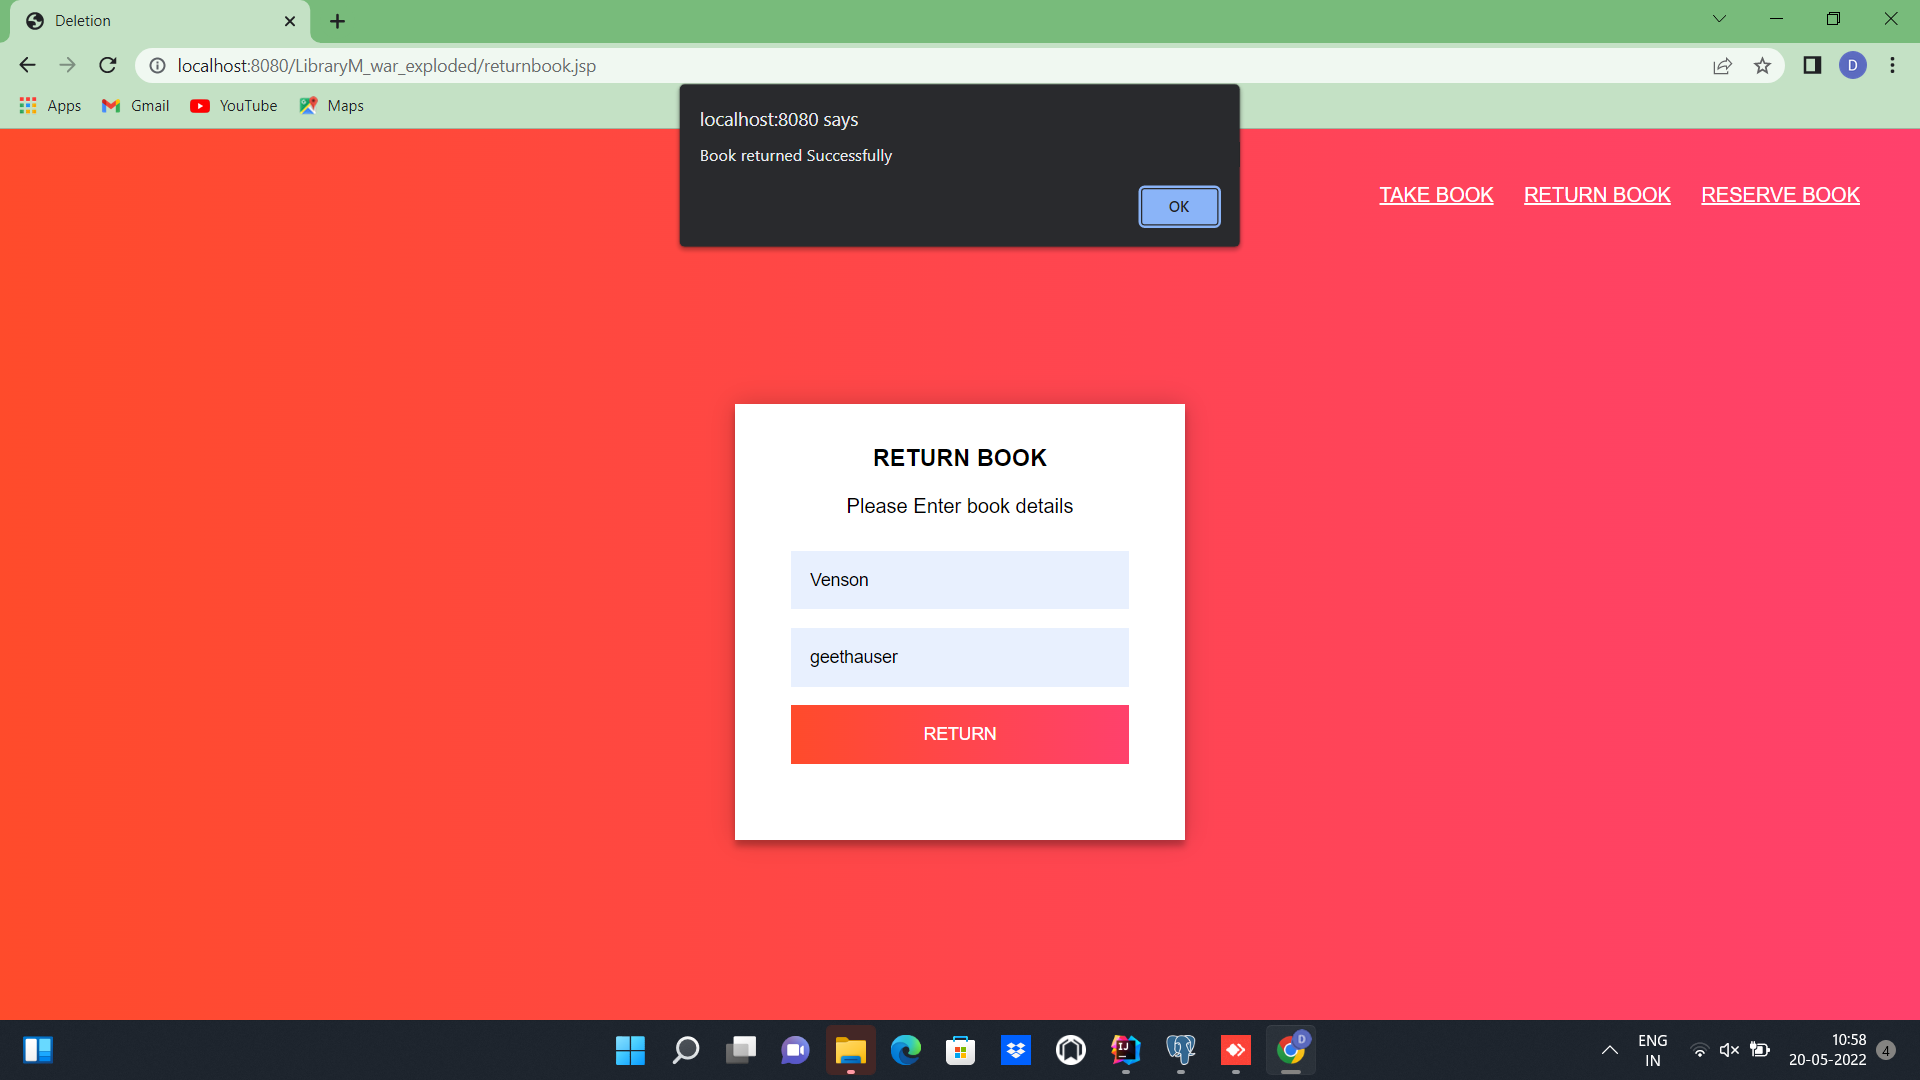 Deletion
localhost:8080/LibraryM_war_exploded/returnbook.jsp
D
Apps
Gmail
YouTube
Maps
localhost:8080 says
Book returned Successfully
OK
TAKE BOOK
RETURN BOOK
RESERVE BOOK
RETURN BOOK
Please Enter book details
Venson
geethauser
RETURN
IJ
D
ENG
IN
10:58
20-05-2022
4